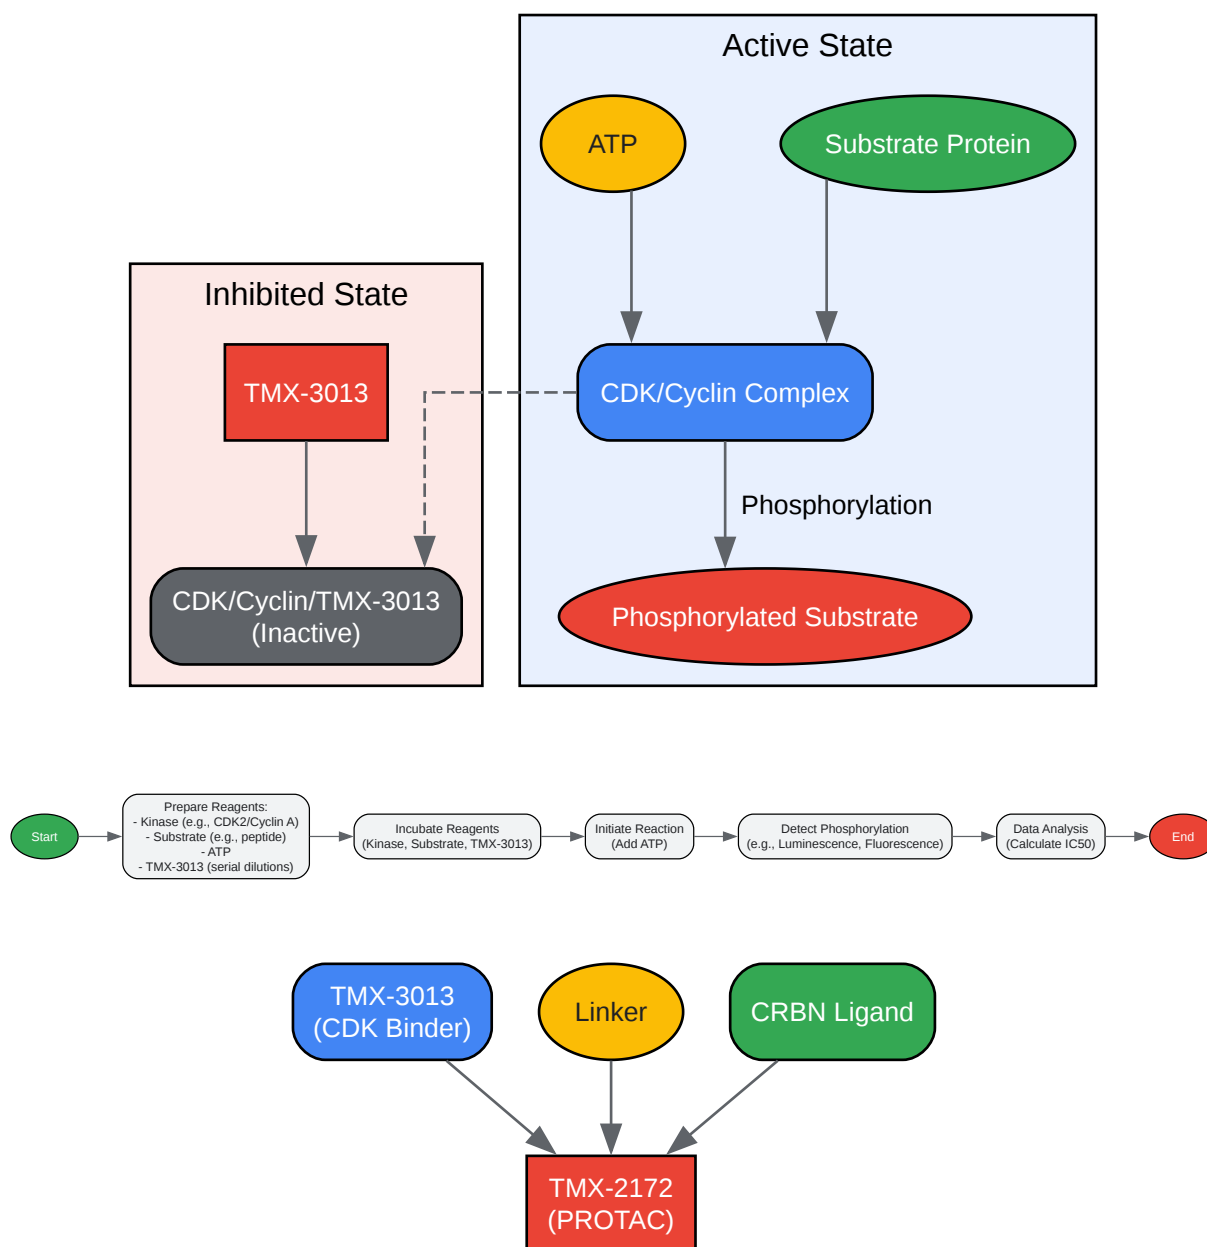 Active State
ATP
Substrate Protein
Inhibited State
TMX-3013
CDK/Cyclin Complex
Phosphorylation
CDK/Cyclin/TMX-3013
(Inactive)
Phosphorylated Substrate
Start
Prepare Reagents:
- Kinase (e.g., CDK2/Cyclin A)
- Substrate (e.g., peptide)
- ATP
- TMX-3013 (serial dilutions)
Incubate Reagents
(Kinase, Substrate, TMX-3013)
Initiate Reaction
(Add ATP)
Detect Phosphorylation
(e.g., Luminescence, Fluorescence)
Data Analysis
(Calculate IC50)
End
TMX-3013
(CDK Binder)
Linker
CRBN Ligand
TMX-2172
(PROTAC)